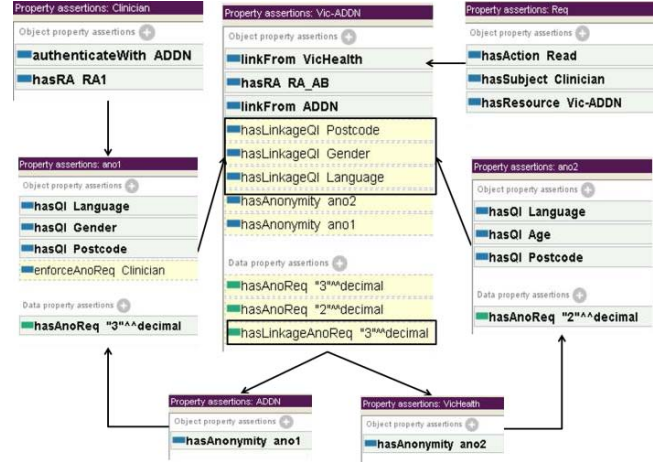 Property assertions: Clinician
Object property assertions
authenticateWith ADDN
hasRA RA1
Property assertions: Vic-ADDN
Object property assertions
linkFrom VicHealth
hasRA RA_AB
linkFrom ADDN
hasLinkageQI Postcode
hasLinkageQI Gender
hasLinkageQI Language
hasAnonymity ano2
hasAnonymity ano1
Data property assertions
hasAnoReq "3"^^decimal
hasAnoReq "2"^^decimal
hasLinkageAnoReq "3"^^decimal
Property assertions: Req
Object property assertions
hasAction Read
hasSubject Clinician
hasResource Vic-ADDN
Property assertions: ano1
Object property assertions
hasQI Language
hasQI Gender
hasQI Postcode
enforceAnoReq Clinician
Data property assertions
hasAnoReq "3"^^decimal
Property assertions: ano2
Object property assertions
hasQI Language
hasQI Age
hasQI Postcode
Data property assertions
hasAnoReq "2"^^decimal
Property assertions: ADDN
Object property assertions
hasAnonymity ano1
Property assertions: VicHealth
Object property assertions
hasAnonymity ano2